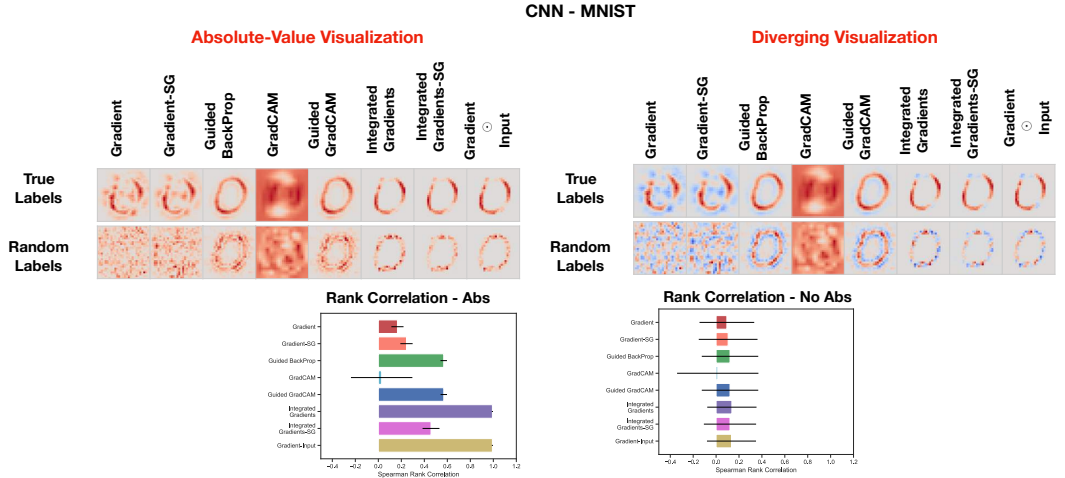 CNN - MNIST
Absolute-Value Visualization
Diverging Visualization
Gradient
Gradient-SG
Guided
BackProp
GradCAM
Guided
GradCAM
Integrated
Gradients
Integrated
Gradients-SG
Gradient
⊙
Input
Gradient
Gradient-SG
Guided
BackProp
GradCAM
Guided
GradCAM
Integrated
Gradients
Integrated
Gradients-SG
Gradient
⊙
Input
True
Labels
Random
Labels
True
Labels
Random
Labels
Rank Correlation - Abs
Gradient
Gradient-SG
Guided BackProp
GradCAM
Guided GradCAM
Integrated
Gradients
Integrated
Gradients-SG
Gradient-Input
−0.4 −0.2 0.0 0.2 0.4 0.6 0.8 1.0 1.2
Spearman Rank Correlation
Rank Correlation - No Abs
Gradient
Gradient-SG
Guided BackProp
GradCAM
Guided GradCAM
Integrated
Gradients
Integrated
Gradients-SG
Gradient-Input
−0.4 −0.2 0.0 0.2 0.4 0.6 0.8 1.0 1.2
Spearman Rank Correlation